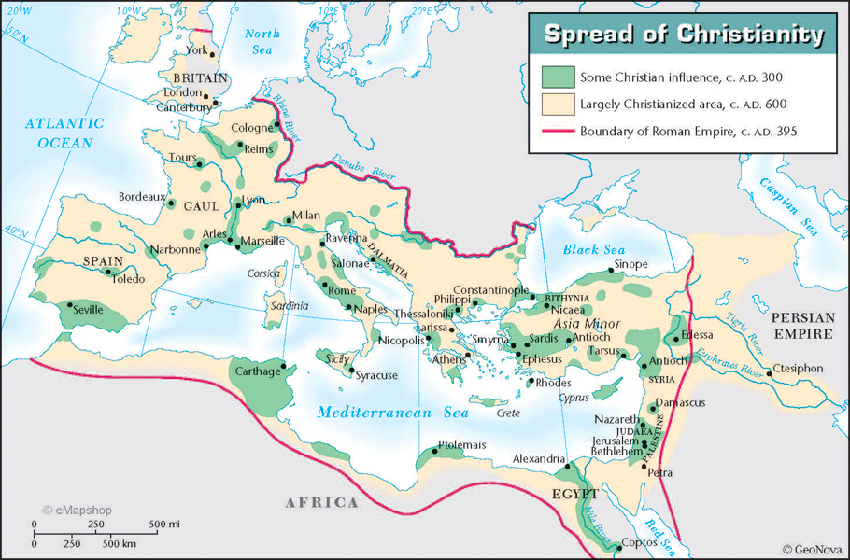 20°W
10°W
0°
10°E
20°E
50°N
40°N
Spread of Christianity
Some Christian influence, c. A.D. 300
Largely Christianized area, c. A.D. 600
Boundary of Roman Empire, c. A.D. 395
North
Sea
York
BRITAIN
London
Canterbury
ATLANTIC
OCEAN
Rhine River
Cologne
Reims
Tours
Danube River
Bordeaux
GAUL
Lyon
Milan
Arles
Narbonne
Marseille
Ravenna
DALMATIA
Salonae
Corsica
SPAIN
Toledo
Seville
Sardinia
Rome
Naples
Black Sea
Caspian Sea
Sinope
Constantinople
BITHYNIA
Nicaea
Philippi
Thessaloniki
Larissa
Asia Minor
Nicopolis
Smyrna
Sardis
Antioch
Athens
Ephesus
Tarsus
Edessa
Tigris River
PERSIAN
EMPIRE
Antioch
Euphrates River
Ctesiphon
SYRIA
Sicily
Syracuse
Carthage
Rhodes
Cyprus
Crete
Mediterranean Sea
Damascus
Nazareth
JUDAEA
Jerusalem
PALESTINE
Bethlehem
Petra
Ptolemais
Alexandria
EGYPT
AFRICA
Nile River
Red Sea
Coptos
© eMapshop
0 250 500 mi
0 250 500 km
© GeoNova